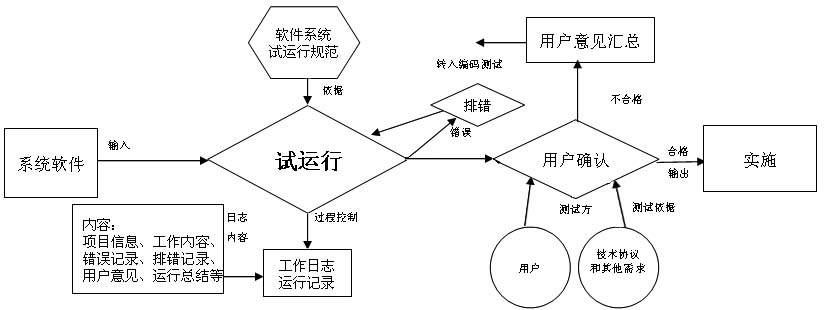 软件系统
试运行规范
依据
用户意见汇总
转入编码测试
不合格
排错
错误
系统软件
输入
试运行
用户确认
合格
输出
实施
过程控制
日志
内容
内容：
项目信息、工作内容、
错误记录、排错记录、
用户意见、运行总结等
工作日志
运行记录
测试方
测试依据
用户
技术协议
和其他需求